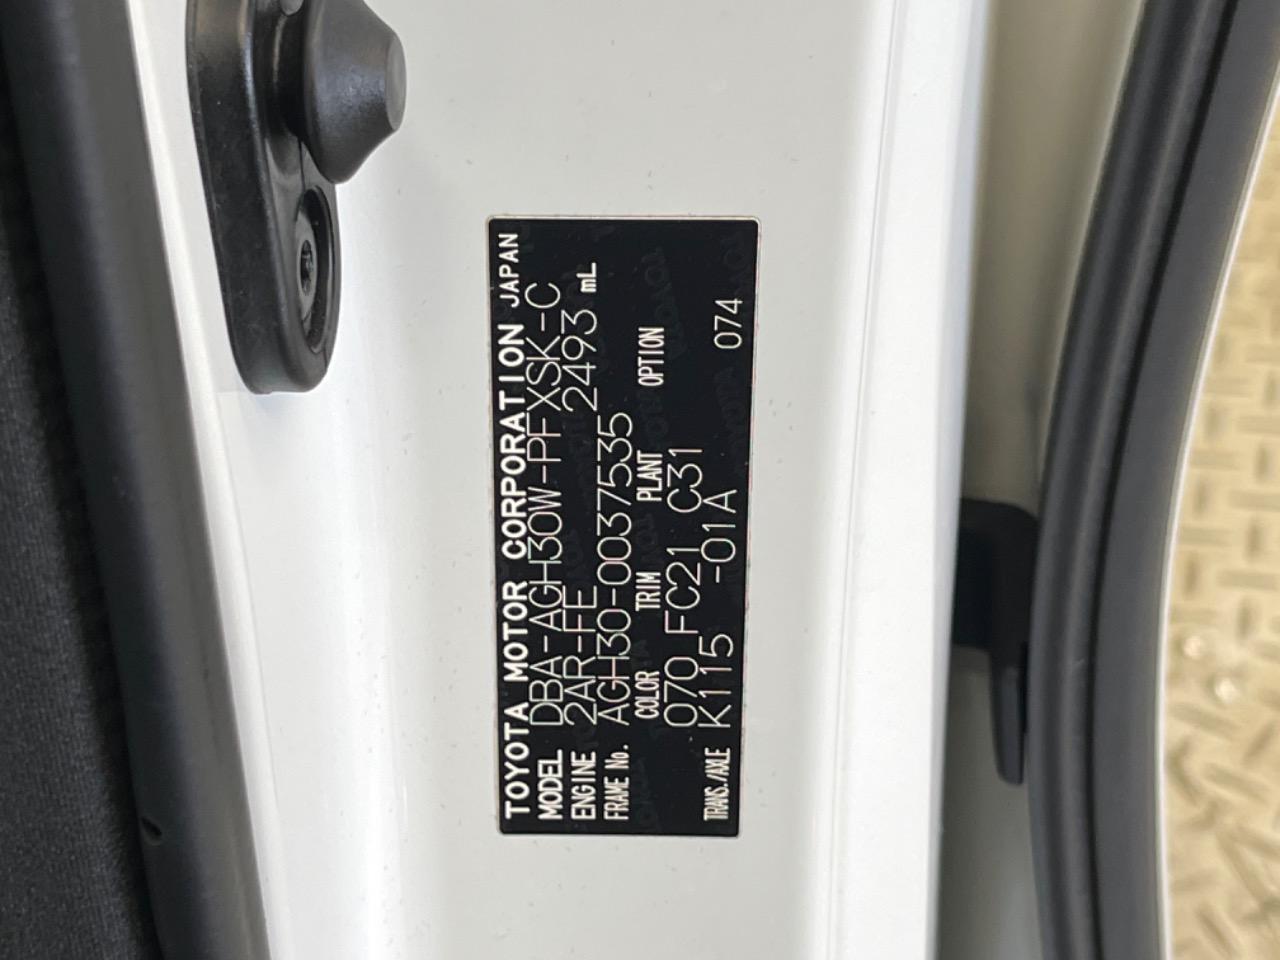 TOYOTA MOTOR CORPORATION JAPAN
MODEL DBA-AGH30W-PFXSK-C
ENGINE 2AR-FE 2493 mL
FRAME No. AGH30-0037535
COLOR TRIM PLANT OPTION
070 FC21 C31
TRANS./AXLE K115 -01A 074